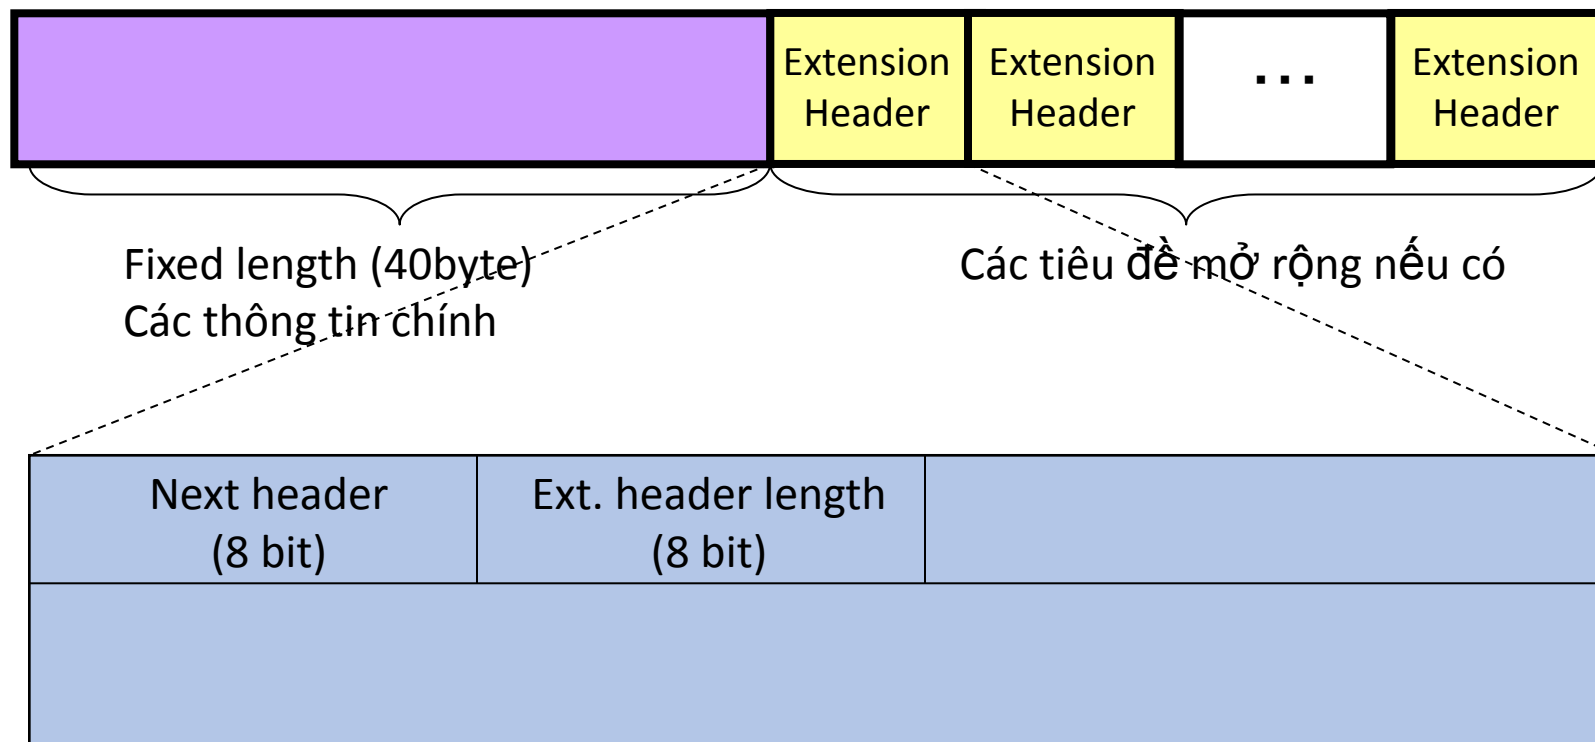 Extension
Header
Extension
Header
...
Extension
Header
Fixed length (40byte)
Các thông tin chính
Các tiêu đề mở rộng nếu có
Next header
(8 bit)
Ext. header length
(8 bit)